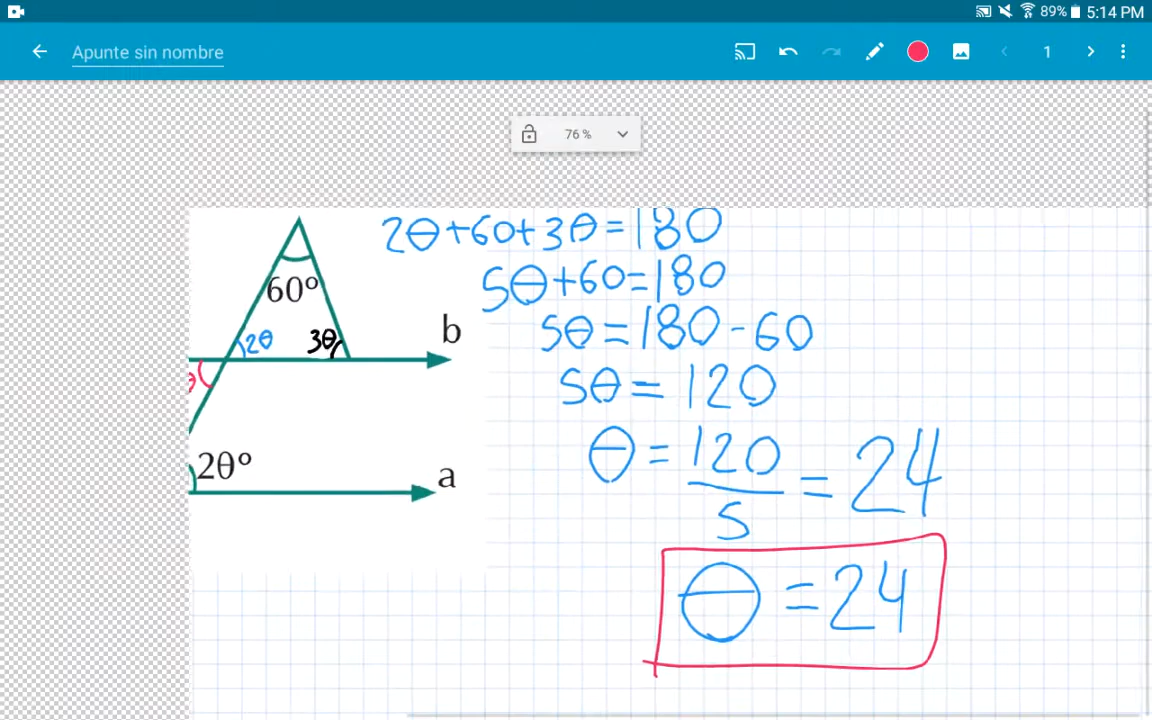 89% 5:14 PM
Apunte sin nombre
1
76 %
2θ+60+3θ=180
60°
5θ+60=180
b
2θ
3θ
5θ=180-60
θ
5θ=120
2θ°
a
θ = 120/5 = 24
θ=24